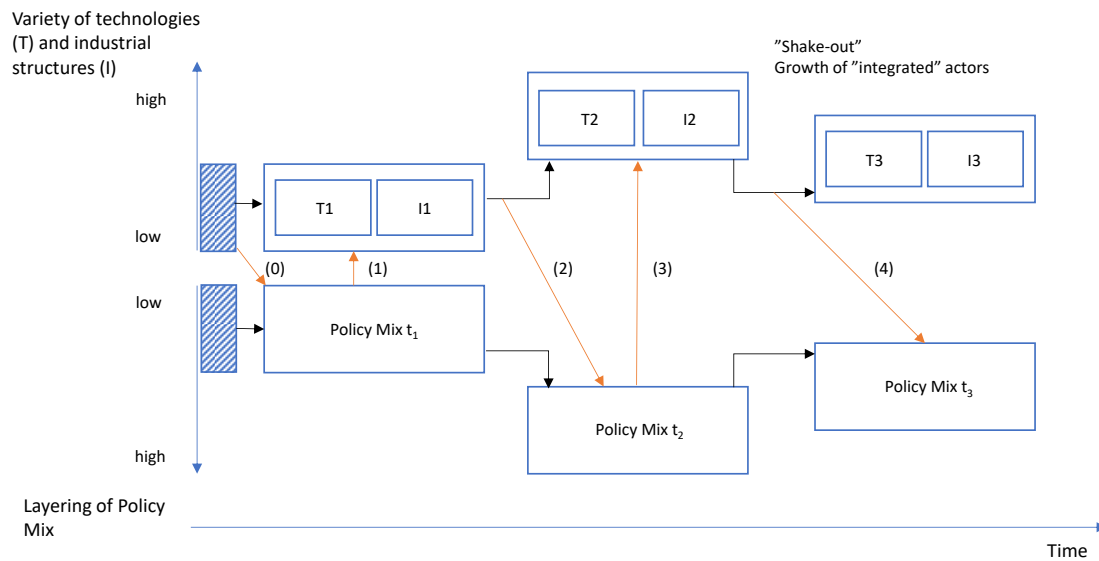 Variety of technologies
(T) and industrial
structures (I)
”Shake-out”
Growth of ”integrated” actors
high
T2
I2
T3
I3
T1
I1
low
(0)
(1)
(2)
(3)
(4)
low
Policy Mix t₁
Policy Mix t₃
Policy Mix t₂
high
Layering of Policy
Mix
Time